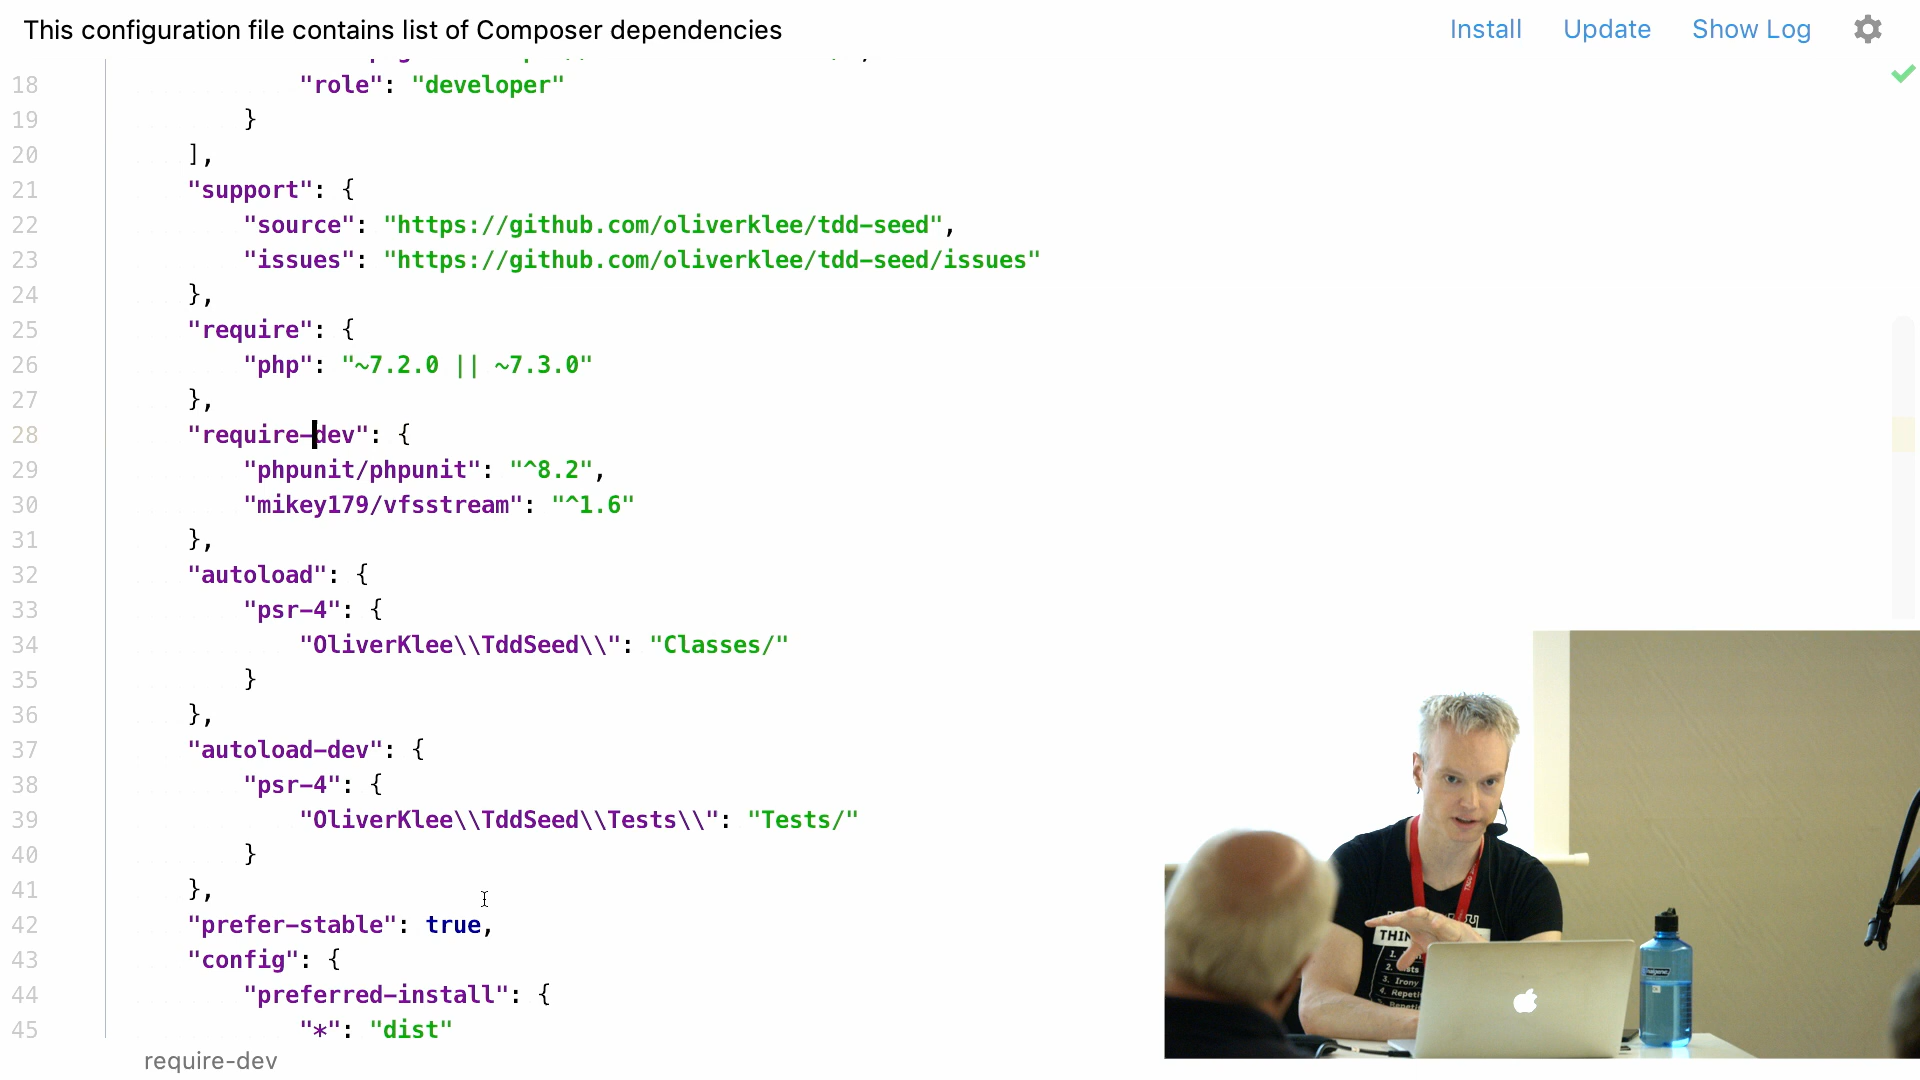 This configuration file contains list of Composer dependencies
Install Update Show Log
18 "role": "developer"
19 }
20 ],
21 "support": {
22 "source": "https://github.com/oliverklee/tdd-seed",
23 "issues": "https://github.com/oliverklee/tdd-seed/issues"
24 },
25 "require": {
26 "php": "~7.2.0 || ~7.3.0"
27 },
28 "require-dev": {
29 "phpunit/phpunit": "^8.2",
30 "mikey179/vfsstream": "^1.6"
31 },
32 "autoload": {
33 "psr-4": {
34 "OliverKlee\\TddSeed\\": "Classes/"
35 }
36 },
37 "autoload-dev": {
38 "psr-4": {
39 "OliverKlee\\TddSeed\\Tests\\": "Tests/"
40 }
41 },
42 "prefer-stable": true,
43 "config": {
44 "preferred-install": {
45 "*": "dist"
require-dev
1.
2.
3. Irony
4.